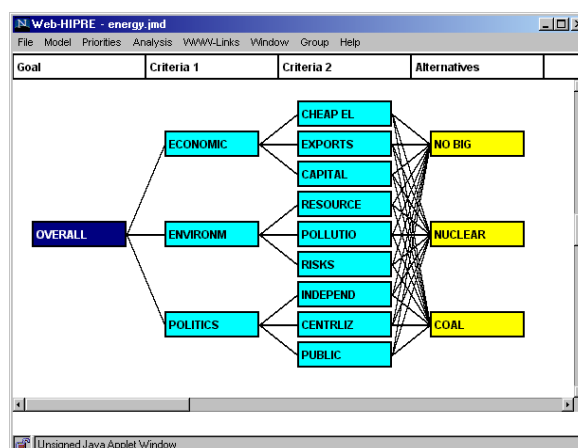 Web-HIPRE - energy.jmd
File Model Priorities Analysis WWW-Links Window Group Help
Goal Criteria 1 Criteria 2 Alternatives
CHEAP EL
ECONOMIC EXPORTS NO BIG
CAPITAL
RESOURCE
OVERALL ENVIRONM POLLUTIO NUCLEAR
RISKS
INDEPEND
POLITICS CENTRLIZ COAL
PUBLIC
Unsigned Java Applet Window